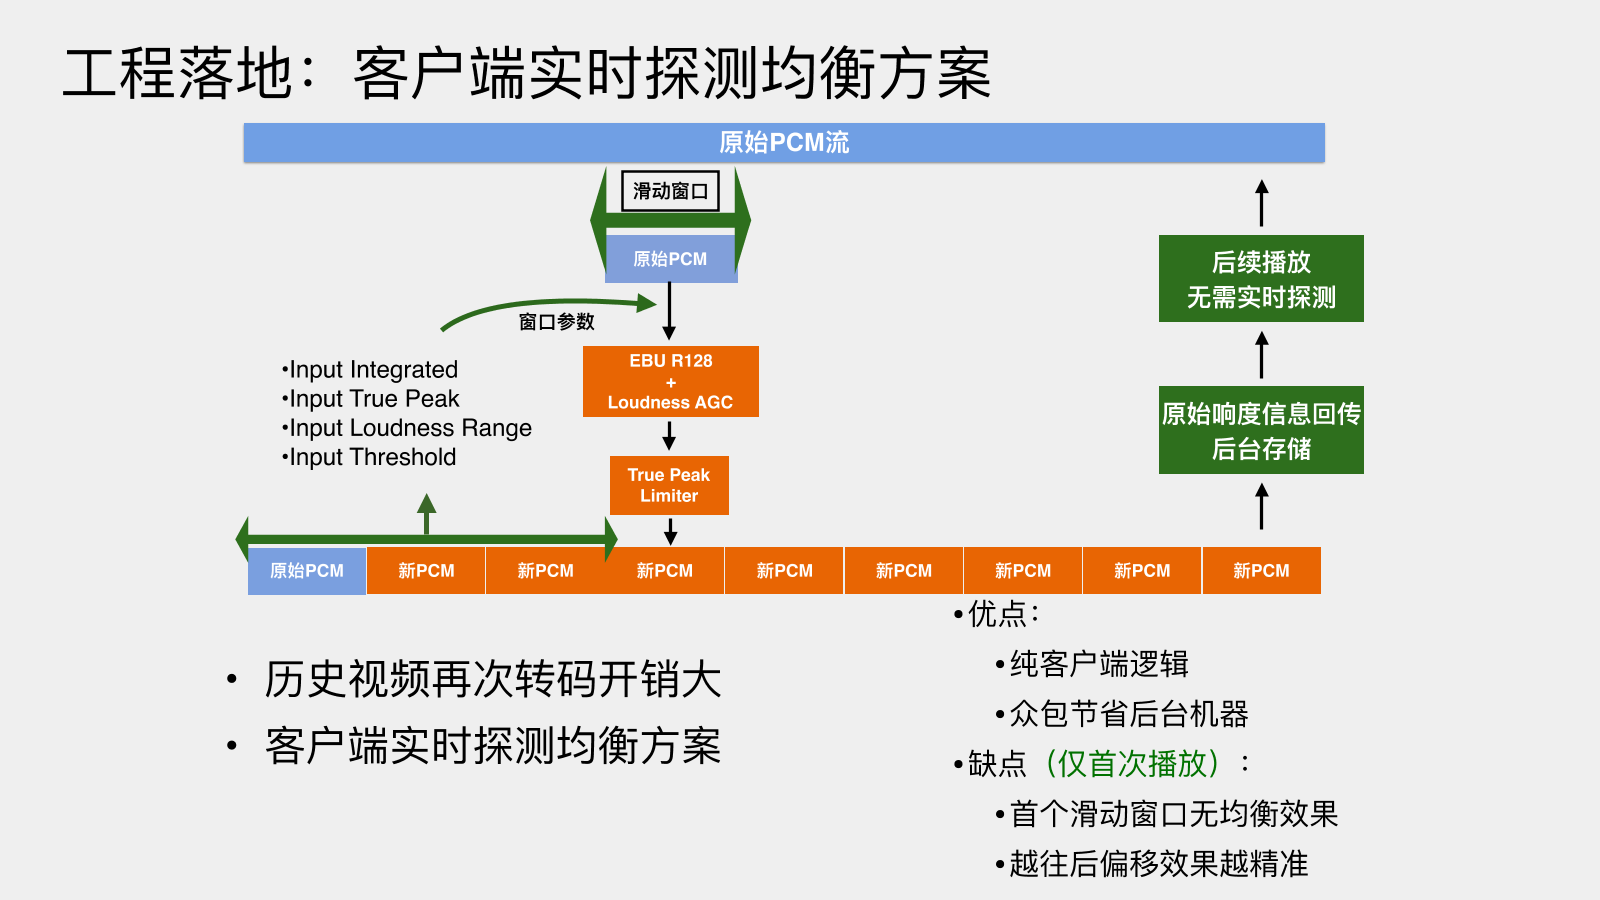 工程落地：客户端实时探测均衡方案
原始PCM流
滑动窗口
原始PCM
窗口参数
•Input Integrated
•Input True Peak
•Input Loudness Range
•Input Threshold
EBU R128
+
Loudness AGC
True Peak
Limiter
后续播放
无需实时探测
原始响度信息回传
后台存储
原始PCM 新PCM 新PCM 新PCM 新PCM 新PCM 新PCM 新PCM 新PCM
• 历史视频再次转码开销大
• 客户端实时探测均衡方案
•优点：
•纯客户端逻辑
•众包节省后台机器
•缺点（仅首次播放）：
•首个滑动窗口无均衡效果
•越往后偏移效果越精准